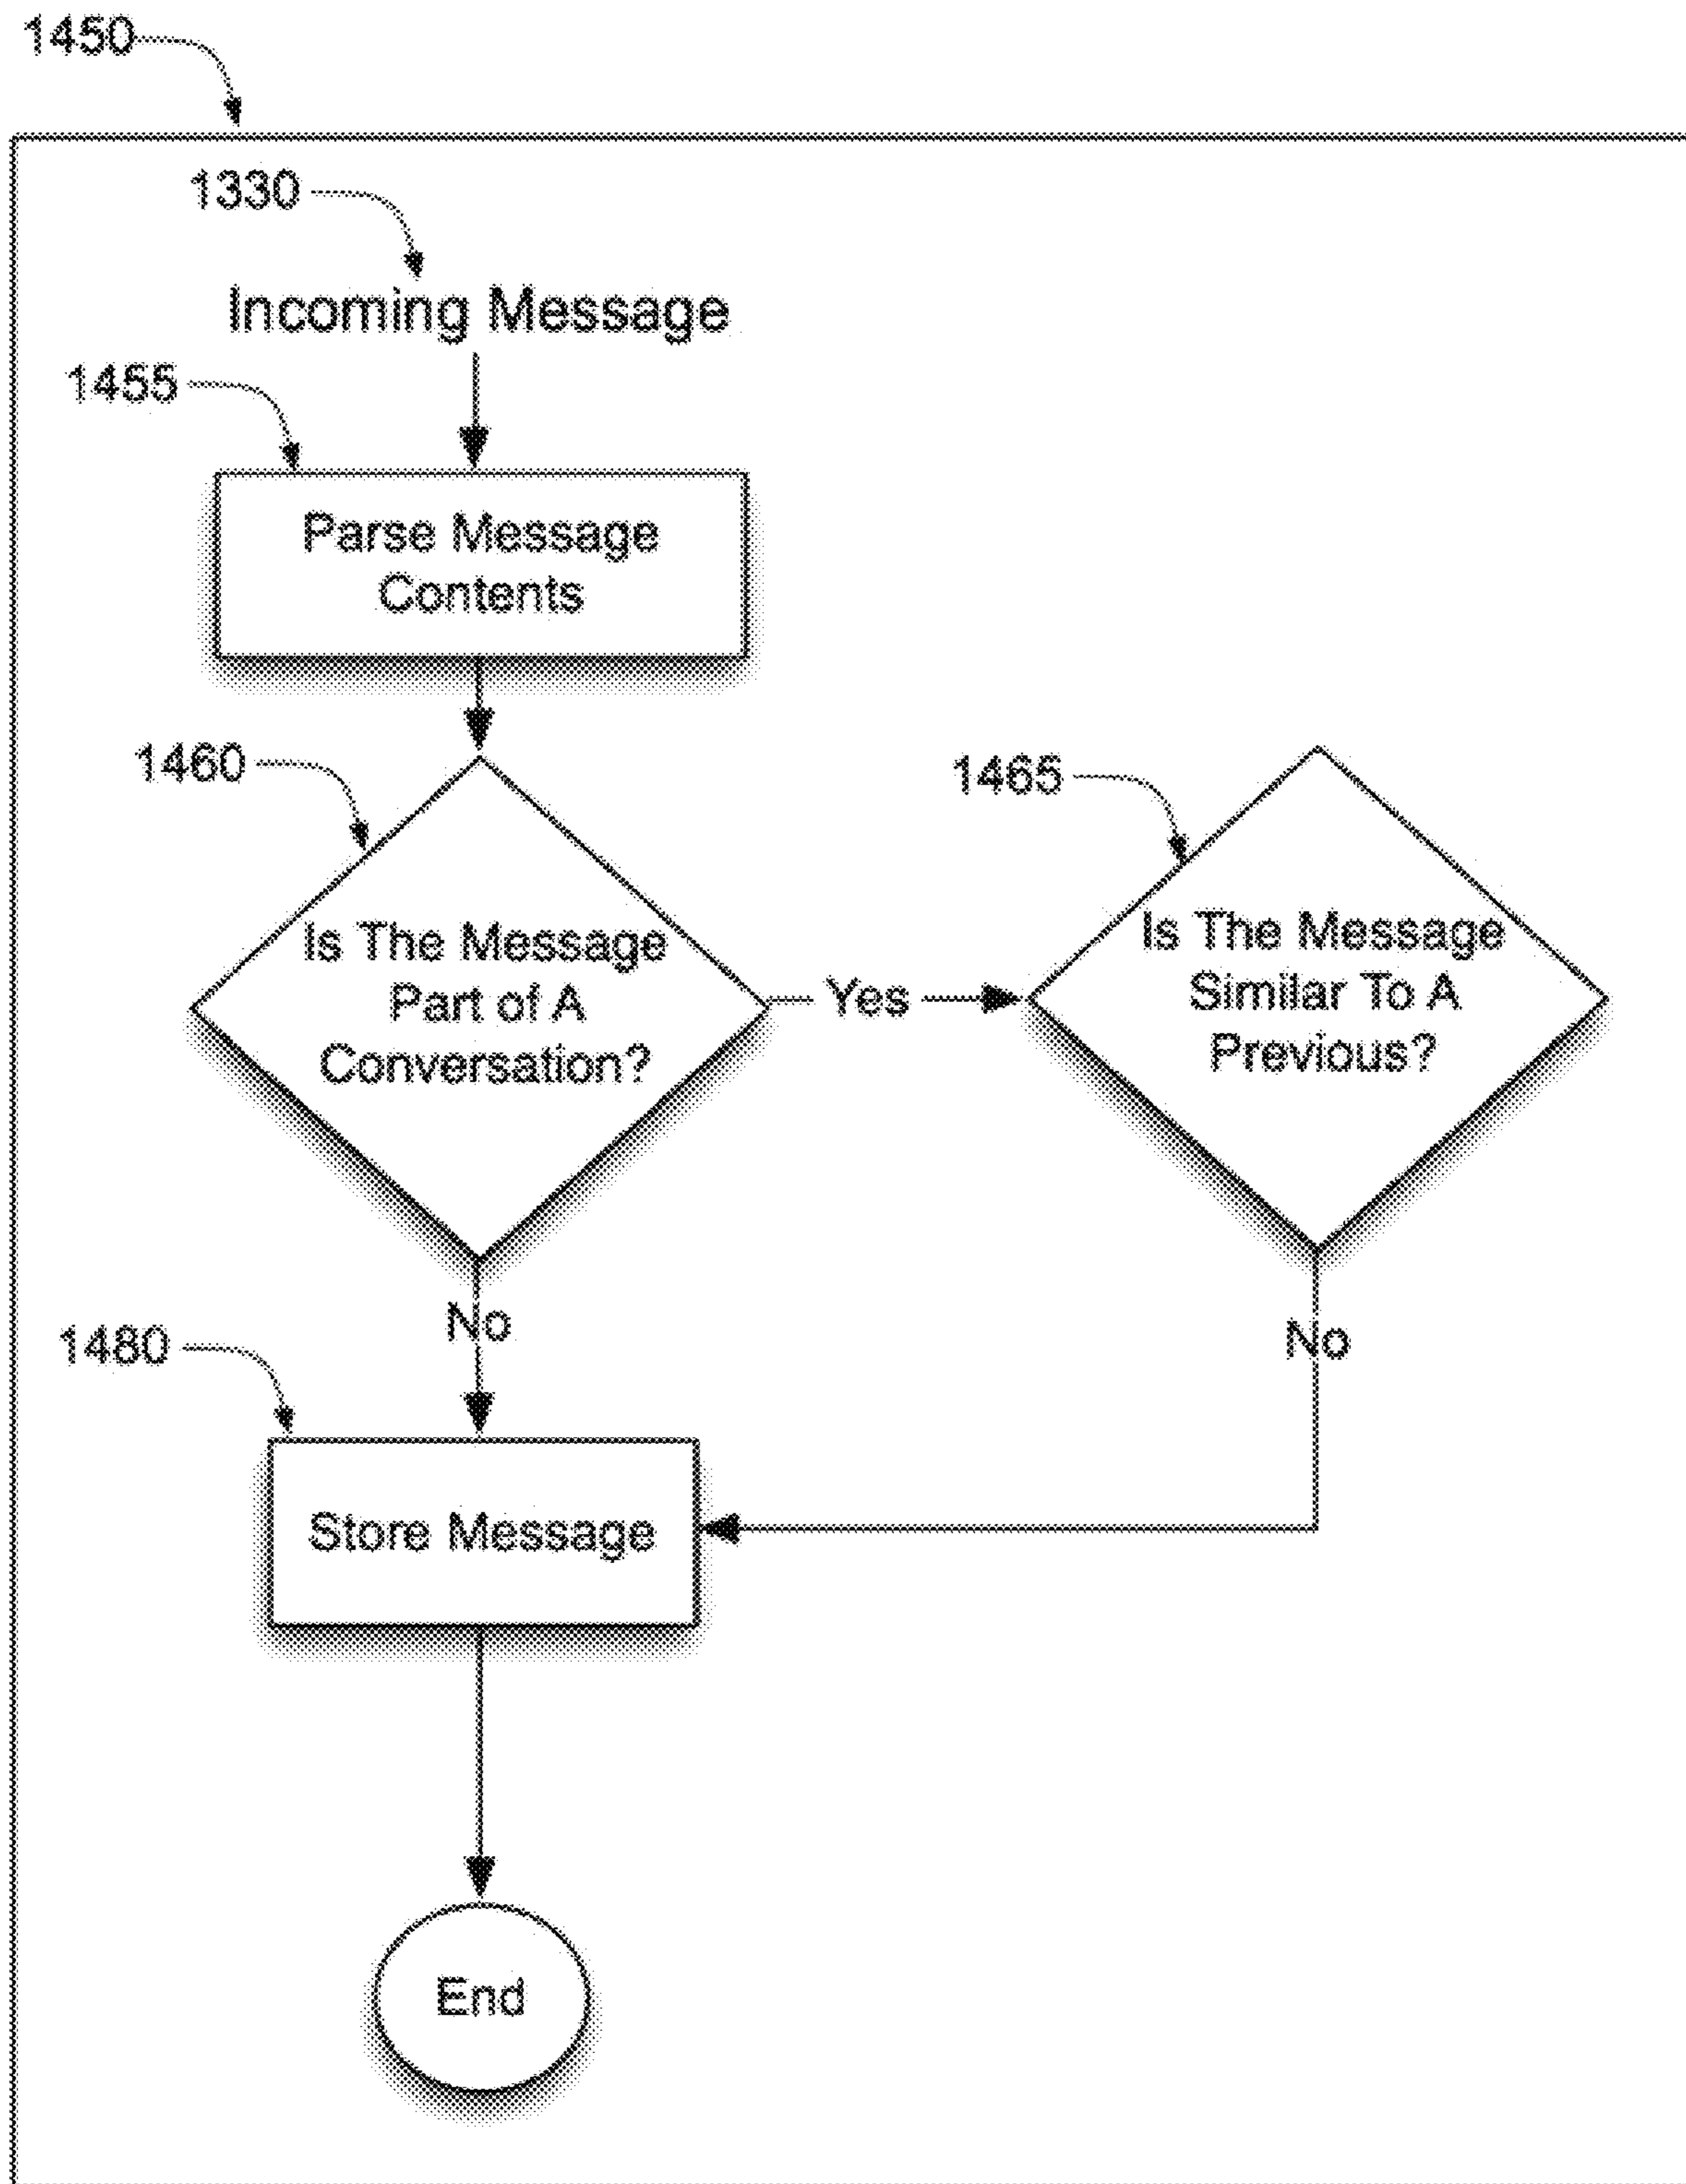 1450
1330
Incoming Message
1455
Parse Message
Contents
1460
Is The Message
Part of A
Conversation?
Yes
1465
Is The Message
Similar To A
Previous?
No
No
1480
Store Message
End